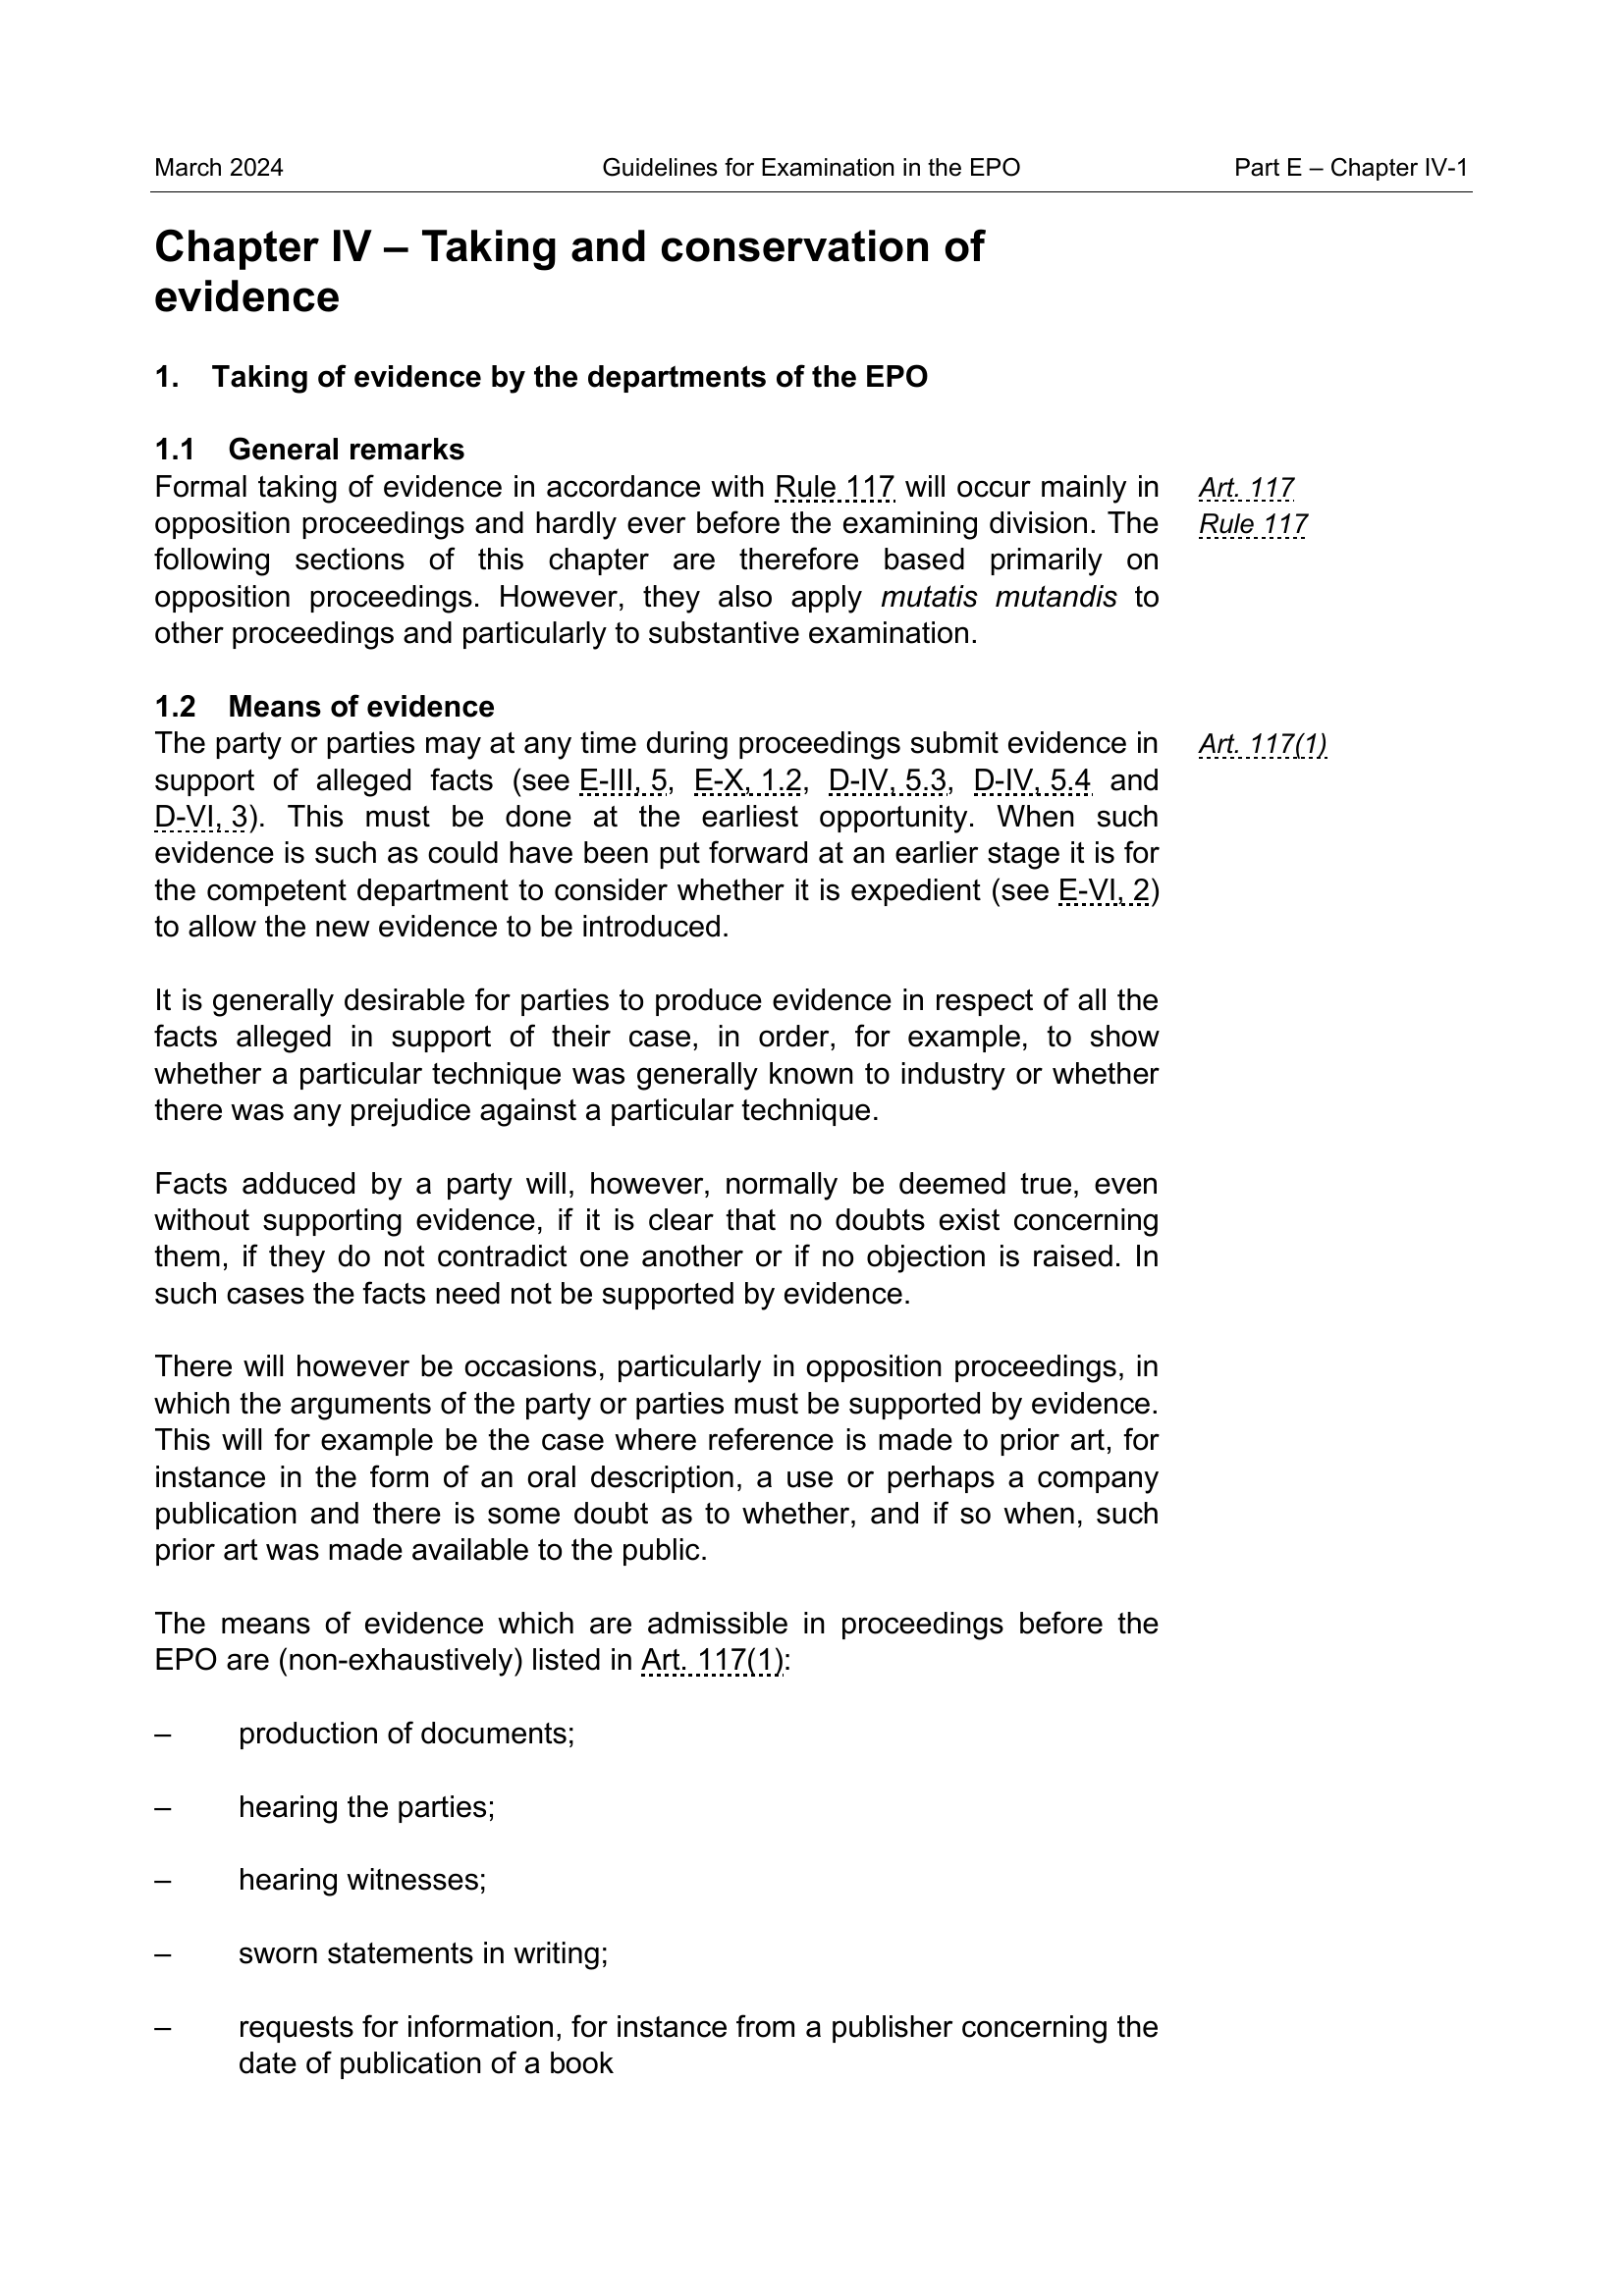 March 2024 Guidelines for Examination in the EPO Part E – Chapter IV-1
Chapter IV – Taking and conservation of
evidence
1. Taking of evidence by the departments of the EPO
1.1 General remarks
Formal taking of evidence in accordance with Rule 117 will occur mainly in
opposition proceedings and hardly ever before the examining division. The
following sections of this chapter are therefore based primarily on
opposition proceedings. However, they also apply mutatis mutandis to
other proceedings and particularly to substantive examination.
Art. 117
Rule 117
1.2 Means of evidence
The party or parties may at any time during proceedings submit evidence in
support of alleged facts (see E-III, 5, E-X, 1.2, D-IV, 5.3, D-IV, 5.4 and
D-VI, 3). This must be done at the earliest opportunity. When such
evidence is such as could have been put forward at an earlier stage it is for
the competent department to consider whether it is expedient (see E-VI, 2)
to allow the new evidence to be introduced.
Art. 117(1)
It is generally desirable for parties to produce evidence in respect of all the
facts alleged in support of their case, in order, for example, to show
whether a particular technique was generally known to industry or whether
there was any prejudice against a particular technique.
Facts adduced by a party will, however, normally be deemed true, even
without supporting evidence, if it is clear that no doubts exist concerning
them, if they do not contradict one another or if no objection is raised. In
such cases the facts need not be supported by evidence.
There will however be occasions, particularly in opposition proceedings, in
which the arguments of the party or parties must be supported by evidence.
This will for example be the case where reference is made to prior art, for
instance in the form of an oral description, a use or perhaps a company
publication and there is some doubt as to whether, and if so when, such
prior art was made available to the public.
The means of evidence which are admissible in proceedings before the
EPO are (non-exhaustively) listed in Art. 117(1):
– production of documents;
– hearing the parties;
– hearing witnesses;
– sworn statements in writing;
– requests for information, for instance from a publisher concerning the
date of publication of a book